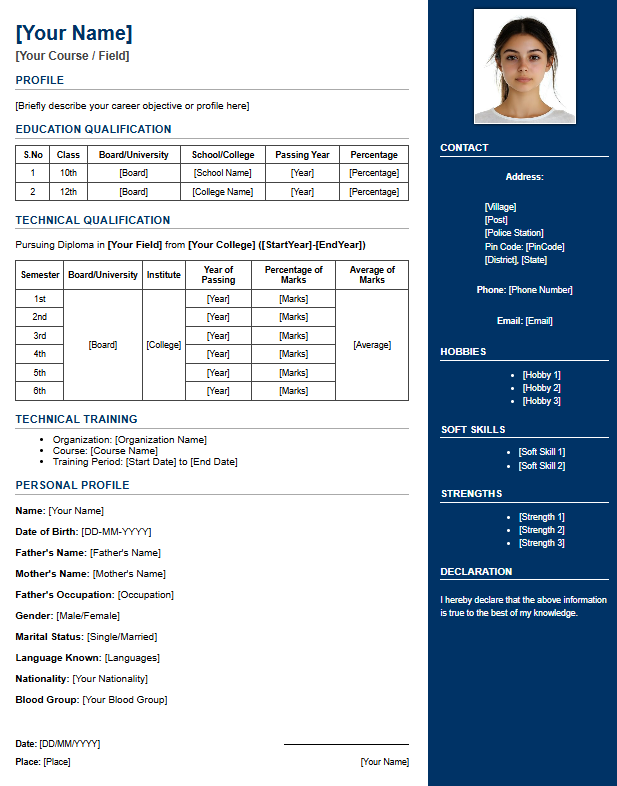 [Your Name]
[Your Course / Field]
PROFILE
[Briefly describe your career objective or profile here]
EDUCATION QUALIFICATION
S.No Class Board/University School/College Passing Year Percentage
1 10th [Board] [School Name] [Year] [Percentage]
2 12th [Board] [College Name] [Year] [Percentage]
TECHNICAL QUALIFICATION
Pursuing Diploma in [Your Field] from [Your College] ([StartYear]-[EndYear])
Semester Board/University Institute Year of Passing Percentage of Marks Average of Marks
1st [Year] [Marks]
2nd [Year] [Marks]
3rd [Year] [Marks]
[Board] [College] [Average]
4th [Year] [Marks]
5th [Year] [Marks]
6th [Year] [Marks]
TECHNICAL TRAINING
• Organization: [Organization Name]
• Course: [Course Name]
• Training Period: [Start Date] to [End Date]
PERSONAL PROFILE
Name: [Your Name]
Date of Birth: [DD-MM-YYYY]
Father's Name: [Father's Name]
Mother's Name: [Mother's Name]
Father's Occupation: [Occupation]
Gender: [Male/Female]
Marital Status: [Single/Married]
Language Known: [Languages]
Nationality: [Your Nationality]
Blood Group: [Your Blood Group]
Date: [DD/MM/YYYY]
Place: [Place] [Your Name]
CONTACT
Address:
[Village]
[Post]
[Police Station]
Pin Code: [PinCode]
[District], [State]
Phone: [Phone Number]
Email: [Email]
HOBBIES
• [Hobby 1]
• [Hobby 2]
• [Hobby 3]
SOFT SKILLS
• [Soft Skill 1]
• [Soft Skill 2]
STRENGTHS
• [Strength 1]
• [Strength 2]
• [Strength 3]
DECLARATION
I hereby declare that the above information
is true to the best of my knowledge.